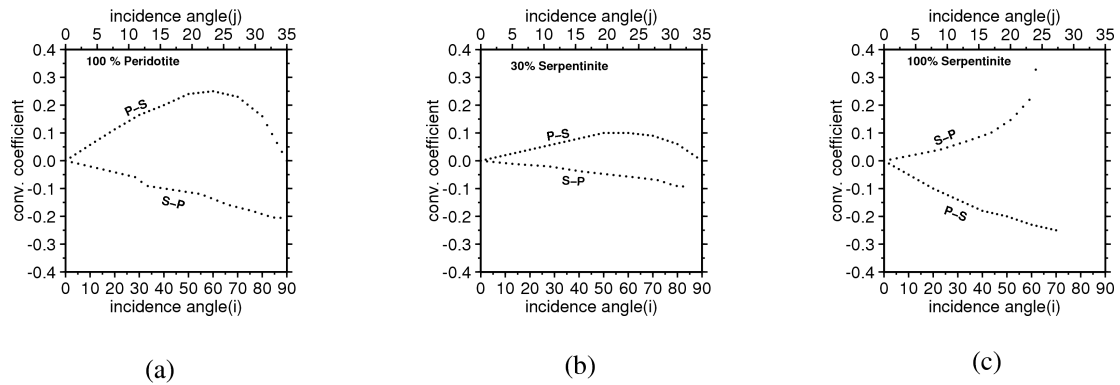 incidence angle(j)
0 5 10 15 20 25 30 35
0.4
0.3
0.2
0.1
0.0
-0.1
-0.2
-0.3
-0.4
conv. coefficient
100 % Peridotite
P–S
S–P
0 10 20 30 40 50 60 70 80 90
incidence angle(i)
(a)
incidence angle(j)
0 5 10 15 20 25 30 35
0.4
0.3
0.2
0.1
0.0
-0.1
-0.2
-0.3
-0.4
conv. coefficient
30% Serpentinite
P–S
S–P
0 10 20 30 40 50 60 70 80 90
incidence angle(i)
(b)
incidence angle(j)
0 5 10 15 20 25 30 35
0.4
0.3
0.2
0.1
0.0
-0.1
-0.2
-0.3
-0.4
conv. coefficient
100% Serpentinite
S–P
P–S
0 10 20 30 40 50 60 70 80 90
incidence angle(i)
(c)